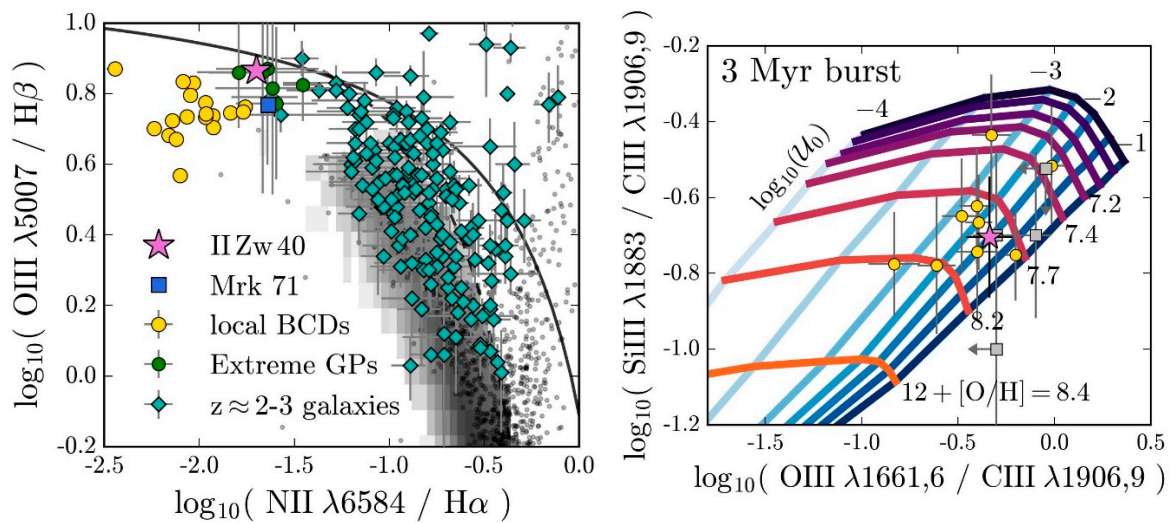 log₁₀( OIII λ5007 / Hβ )
1.0
0.8
0.6
0.4
0.2
0.0
-0.2
II Zw 40
Mrk 71
local BCDs
Extreme GPs
z ≈ 2-3 galaxies
-2.5 -2.0 -1.5 -1.0 -0.5 0.0
log₁₀( NII λ6584 / Hα )
log₁₀( SiIII λ1883 / CIII λ1906,9 )
-0.2
-0.4
-0.6
-0.8
-1.0
-1.2
3 Myr burst
log₁₀(𝒰₀)
−4
−3
−2
−1
7.2
7.4
7.7
8.2
12 + [O/H] = 8.4
-1.5 -1.0 -0.5 0.0 0.5
log₁₀( OIII λ1661,6 / CIII λ1906,9 )